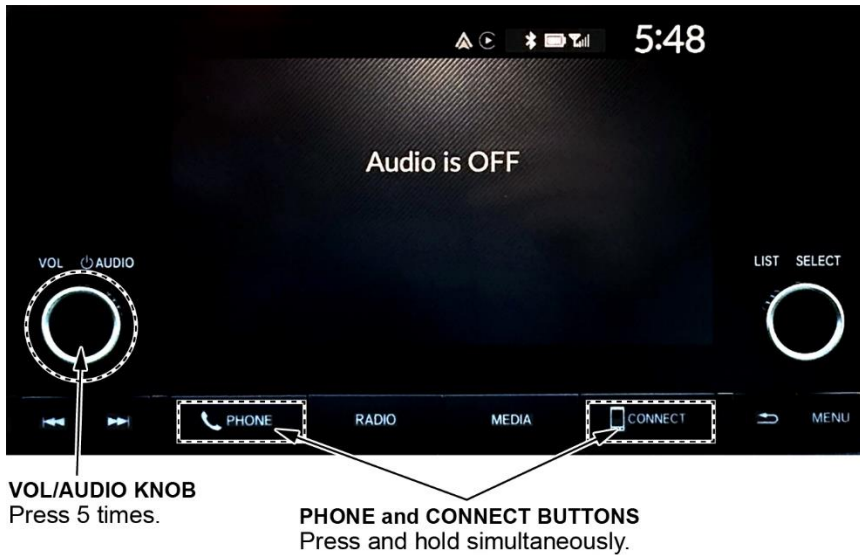 5:48
Audio is OFF
VOL AUDIO
LIST SELECT
PHONE RADIO MEDIA CONNECT MENU
VOL/AUDIO KNOB
Press 5 times.
PHONE and CONNECT BUTTONS
Press and hold simultaneously.